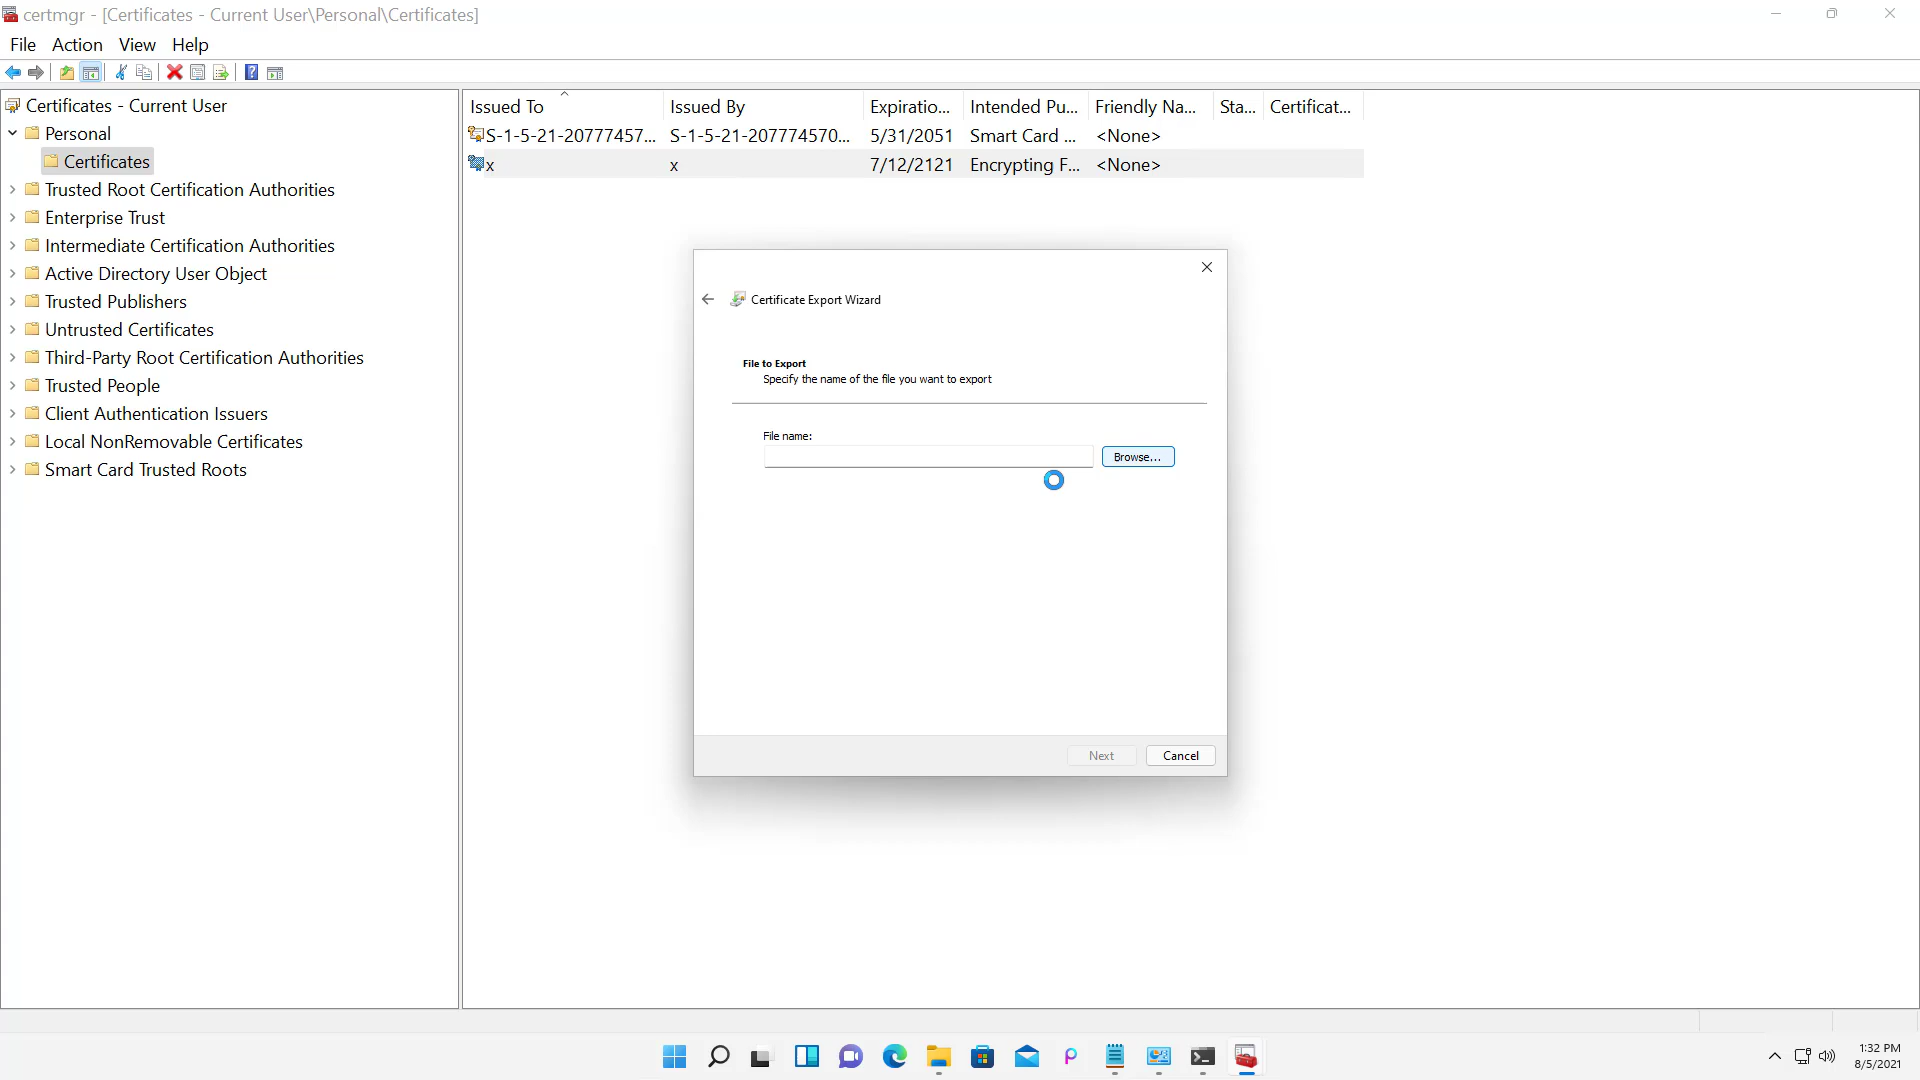 certmgr - [Certificates - Current User\Personal\Certificates]
File Action View Help
Certificates - Current User
Personal
Certificates
Trusted Root Certification Authorities
Enterprise Trust
Intermediate Certification Authorities
Active Directory User Object
Trusted Publishers
Untrusted Certificates
Third-Party Root Certification Authorities
Trusted People
Client Authentication Issuers
Local NonRemovable Certificates
Smart Card Trusted Roots
Issued To Issued By Expiratio... Intended Pu... Friendly Na... Sta... Certificat...
S-1-5-21-20777457... S-1-5-21-207774570... 5/31/2051 Smart Card ... <None>
x x 7/12/2121 Encrypting F... <None>
Certificate Export Wizard
File to Export
Specify the name of the file you want to export
File name:
Browse...
Next Cancel
1:32 PM
8/5/2021